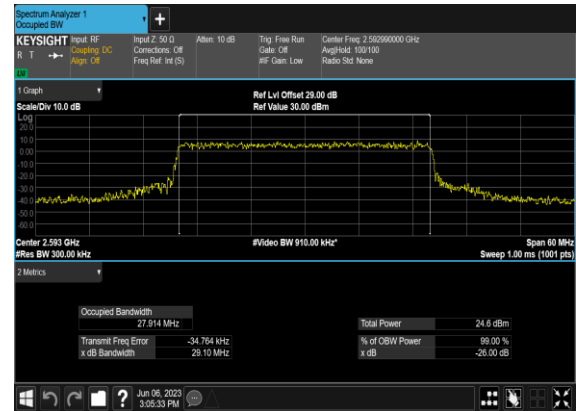 Spectrum Analyzer 1
Occupied BW
+
KEYSIGHT Input: RF Input Z: 50 Ω Atten: 10 dB Trig: Free Run Center Freq: 2.592990000 GHz
R T Coupling: DC Corrections: Off Gate: Off Avg|Hold: 100/100
Align: Off Freq Ref: Int (S) #IF Gain: Low Radio Std: None
1 Graph
Ref Lvl Offset 29.00 dB
Scale/Div 10.0 dB Ref Value 30.00 dBm
Log
20.0
10.0
0.00
-10.0
-20.0
-30.0
-40.0
-50.0
-60.0
Center 2.593 GHz #Video BW 910.00 kHz* Span 60 MHz
#Res BW 300.00 kHz Sweep 1.00 ms (1001 pts)
2 Metrics
Occupied Bandwidth
27.914 MHz Total Power 24.6 dBm
Transmit Freq Error -34.764 kHz % of OBW Power 99.00 %
x dB Bandwidth 29.10 MHz x dB -26.00 dB
?
Jun 06, 2023
3:05:33 PM